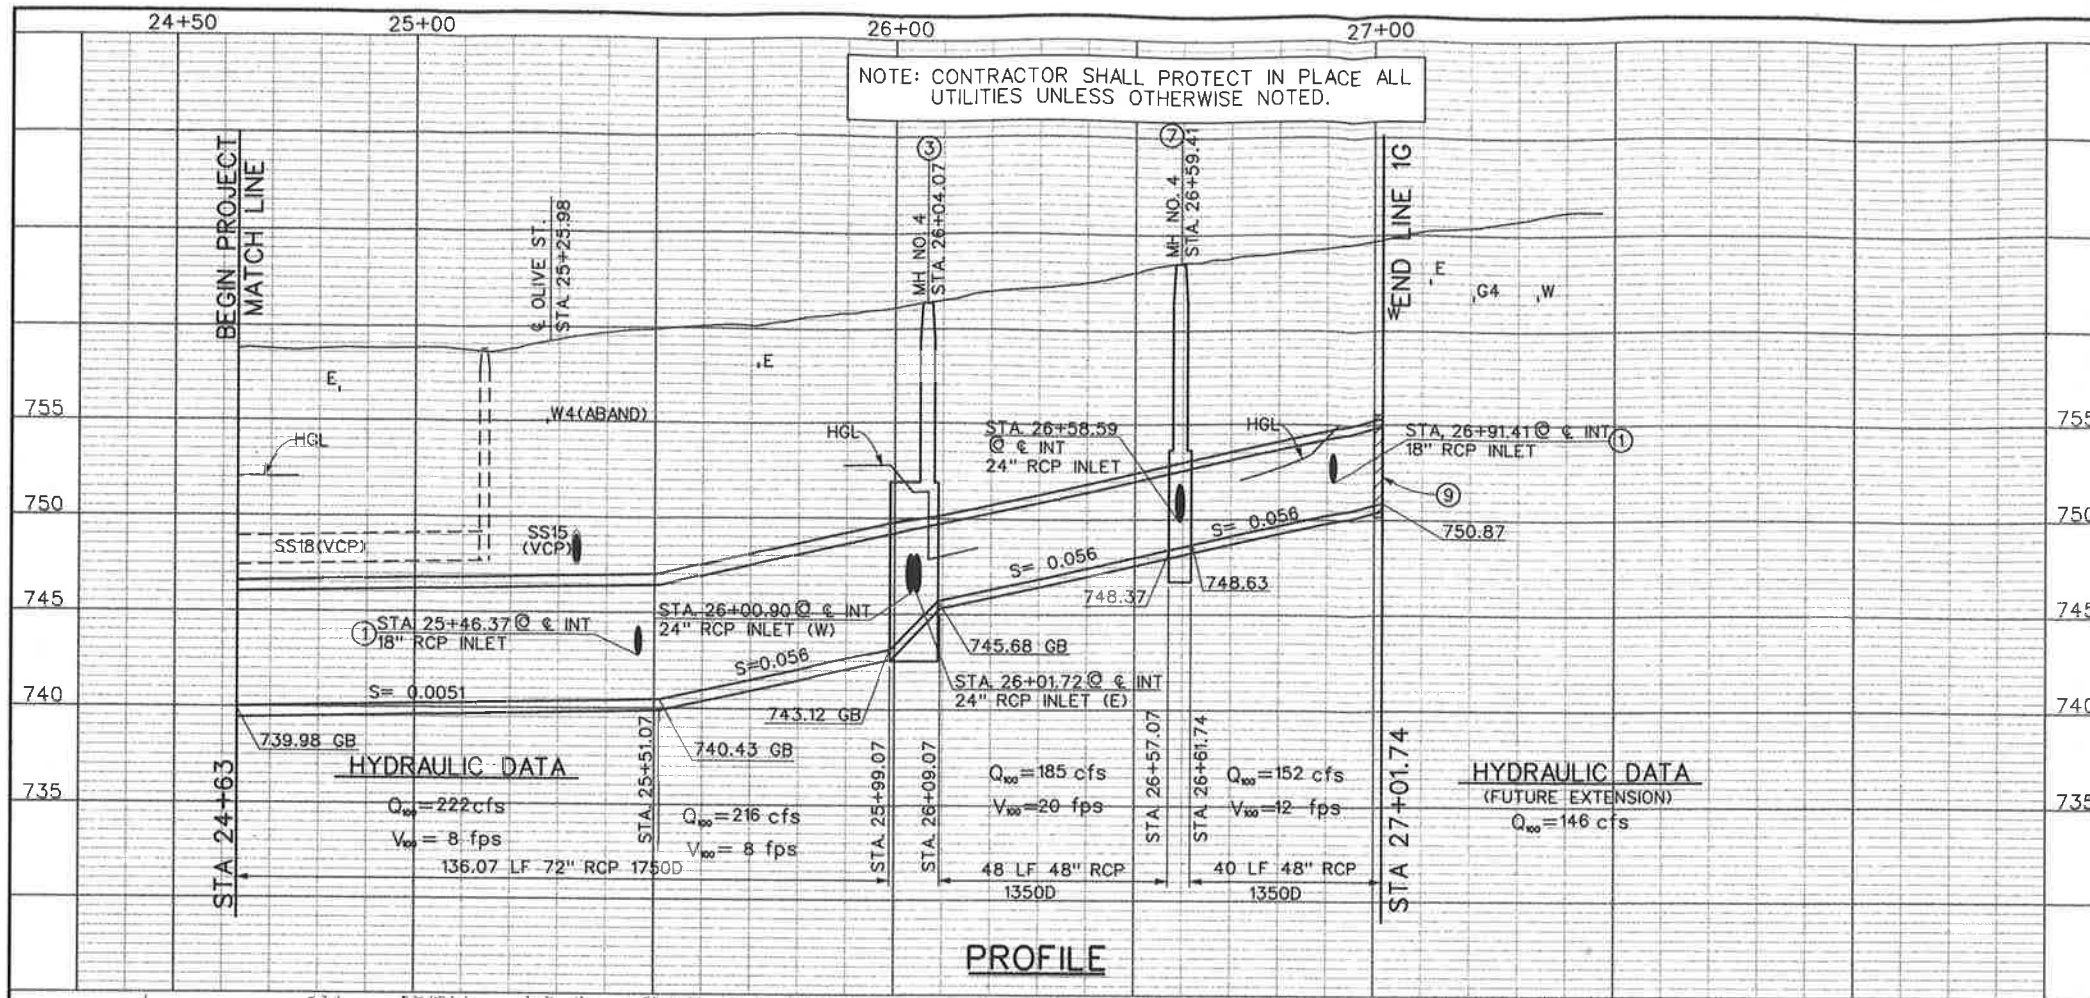 24+50
25+00
26+00
27+00
NOTE: CONTRACTOR SHALL PROTECT IN PLACE ALL
UTILITIES UNLESS OTHERWISE NOTED.
BEGIN PROJECT
MATCH LINE
℄ OLIVE ST.
STA. 25+25.98
3
MH NO. 4
STA. 26+04.07
7
MH NO. 4
STA. 26+59.41
END LINE 1G
E
G4
W
W
E
E
W4(ABAND)
755
755
HGL
HGL
STA. 26+58.59
@ ℄ INT
24" RCP INLET
HGL
STA. 26+91.41 @ ℄ INT
18" RCP INLET
1
9
750
750
SS18(VCP)
SS15
(VCP)
S= 0.056
S= 0.056
750.87
748.37
748.63
745
745
1
STA 25+46.37 @ ℄ INT
18" RCP INLET
STA. 26+00.90 @ ℄ INT
24" RCP INLET (W)
745.68 GB
S=0.056
STA. 26+01.72 @ ℄ INT
24" RCP INLET (E)
740
740
S= 0.0051
743.12 GB
739.98 GB
740.43 GB
STA 24+63
STA. 25+51.07
STA. 25+99.07
STA. 26+09.07
STA. 26+57.07
STA. 26+61.74
STA 27+01.74
735
735
HYDRAULIC DATA
Q₁₀₀=222cfs
V₁₀₀= 8 fps
Q₁₀₀=216 cfs
V₁₀₀= 8 fps
Q₁₀₀=185 cfs
V₁₀₀=20 fps
Q₁₀₀=152 cfs
V₁₀₀=12 fps
HYDRAULIC DATA
(FUTURE EXTENSION)
Q₁₀₀=146 cfs
136.07 LF 72" RCP 1750D
48 LF 48" RCP
1350D
40 LF 48" RCP
1350D
PROFILE